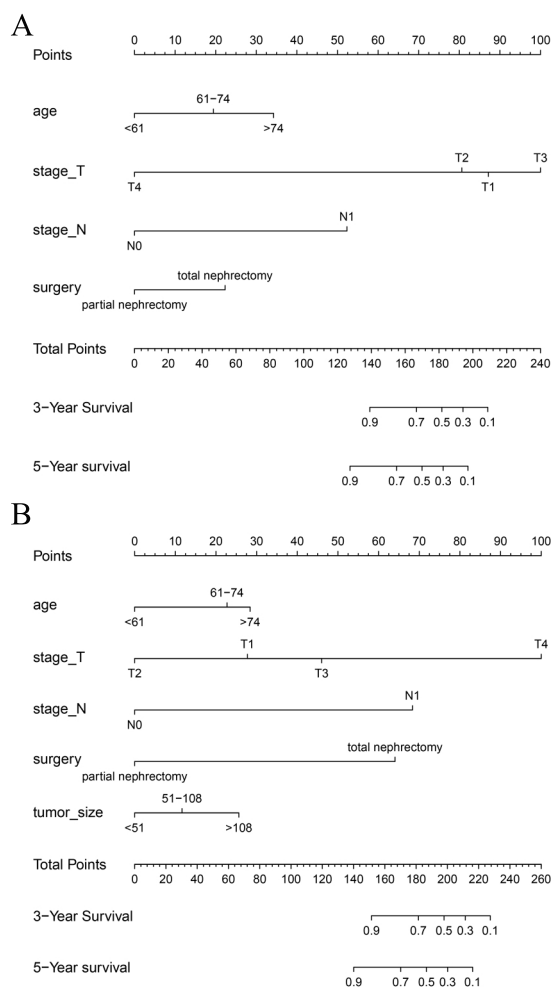 A
Points 0 10 20 30 40 50 60 70 80 90 100
61−74
age
<61 >74
T2 T3
stage_T
T4 T1
N1
stage_N
N0
total nephrectomy
surgery
partial nephrectomy
Total Points
0 20 40 60 80 100 120 140 160 180 200 220 240
3−Year Survival
0.9 0.7 0.5 0.3 0.1
5−Year survival
0.9 0.7 0.5 0.3 0.1
B
0 10 20 30 40 50 60 70 80 90 100
Points
61−74
age
<61 >74
T1 T4
stage_T
T2 T3
N1
stage_N
N0
total nephrectomy
surgery
partial nephrectomy
51−108
tumor_size
<51 >108
Total Points
0 20 40 60 80 100 120 140 160 180 200 220 240 260
3−Year Survival
0.9 0.7 0.5 0.3 0.1
5−Year survival
0.9 0.7 0.5 0.3 0.1